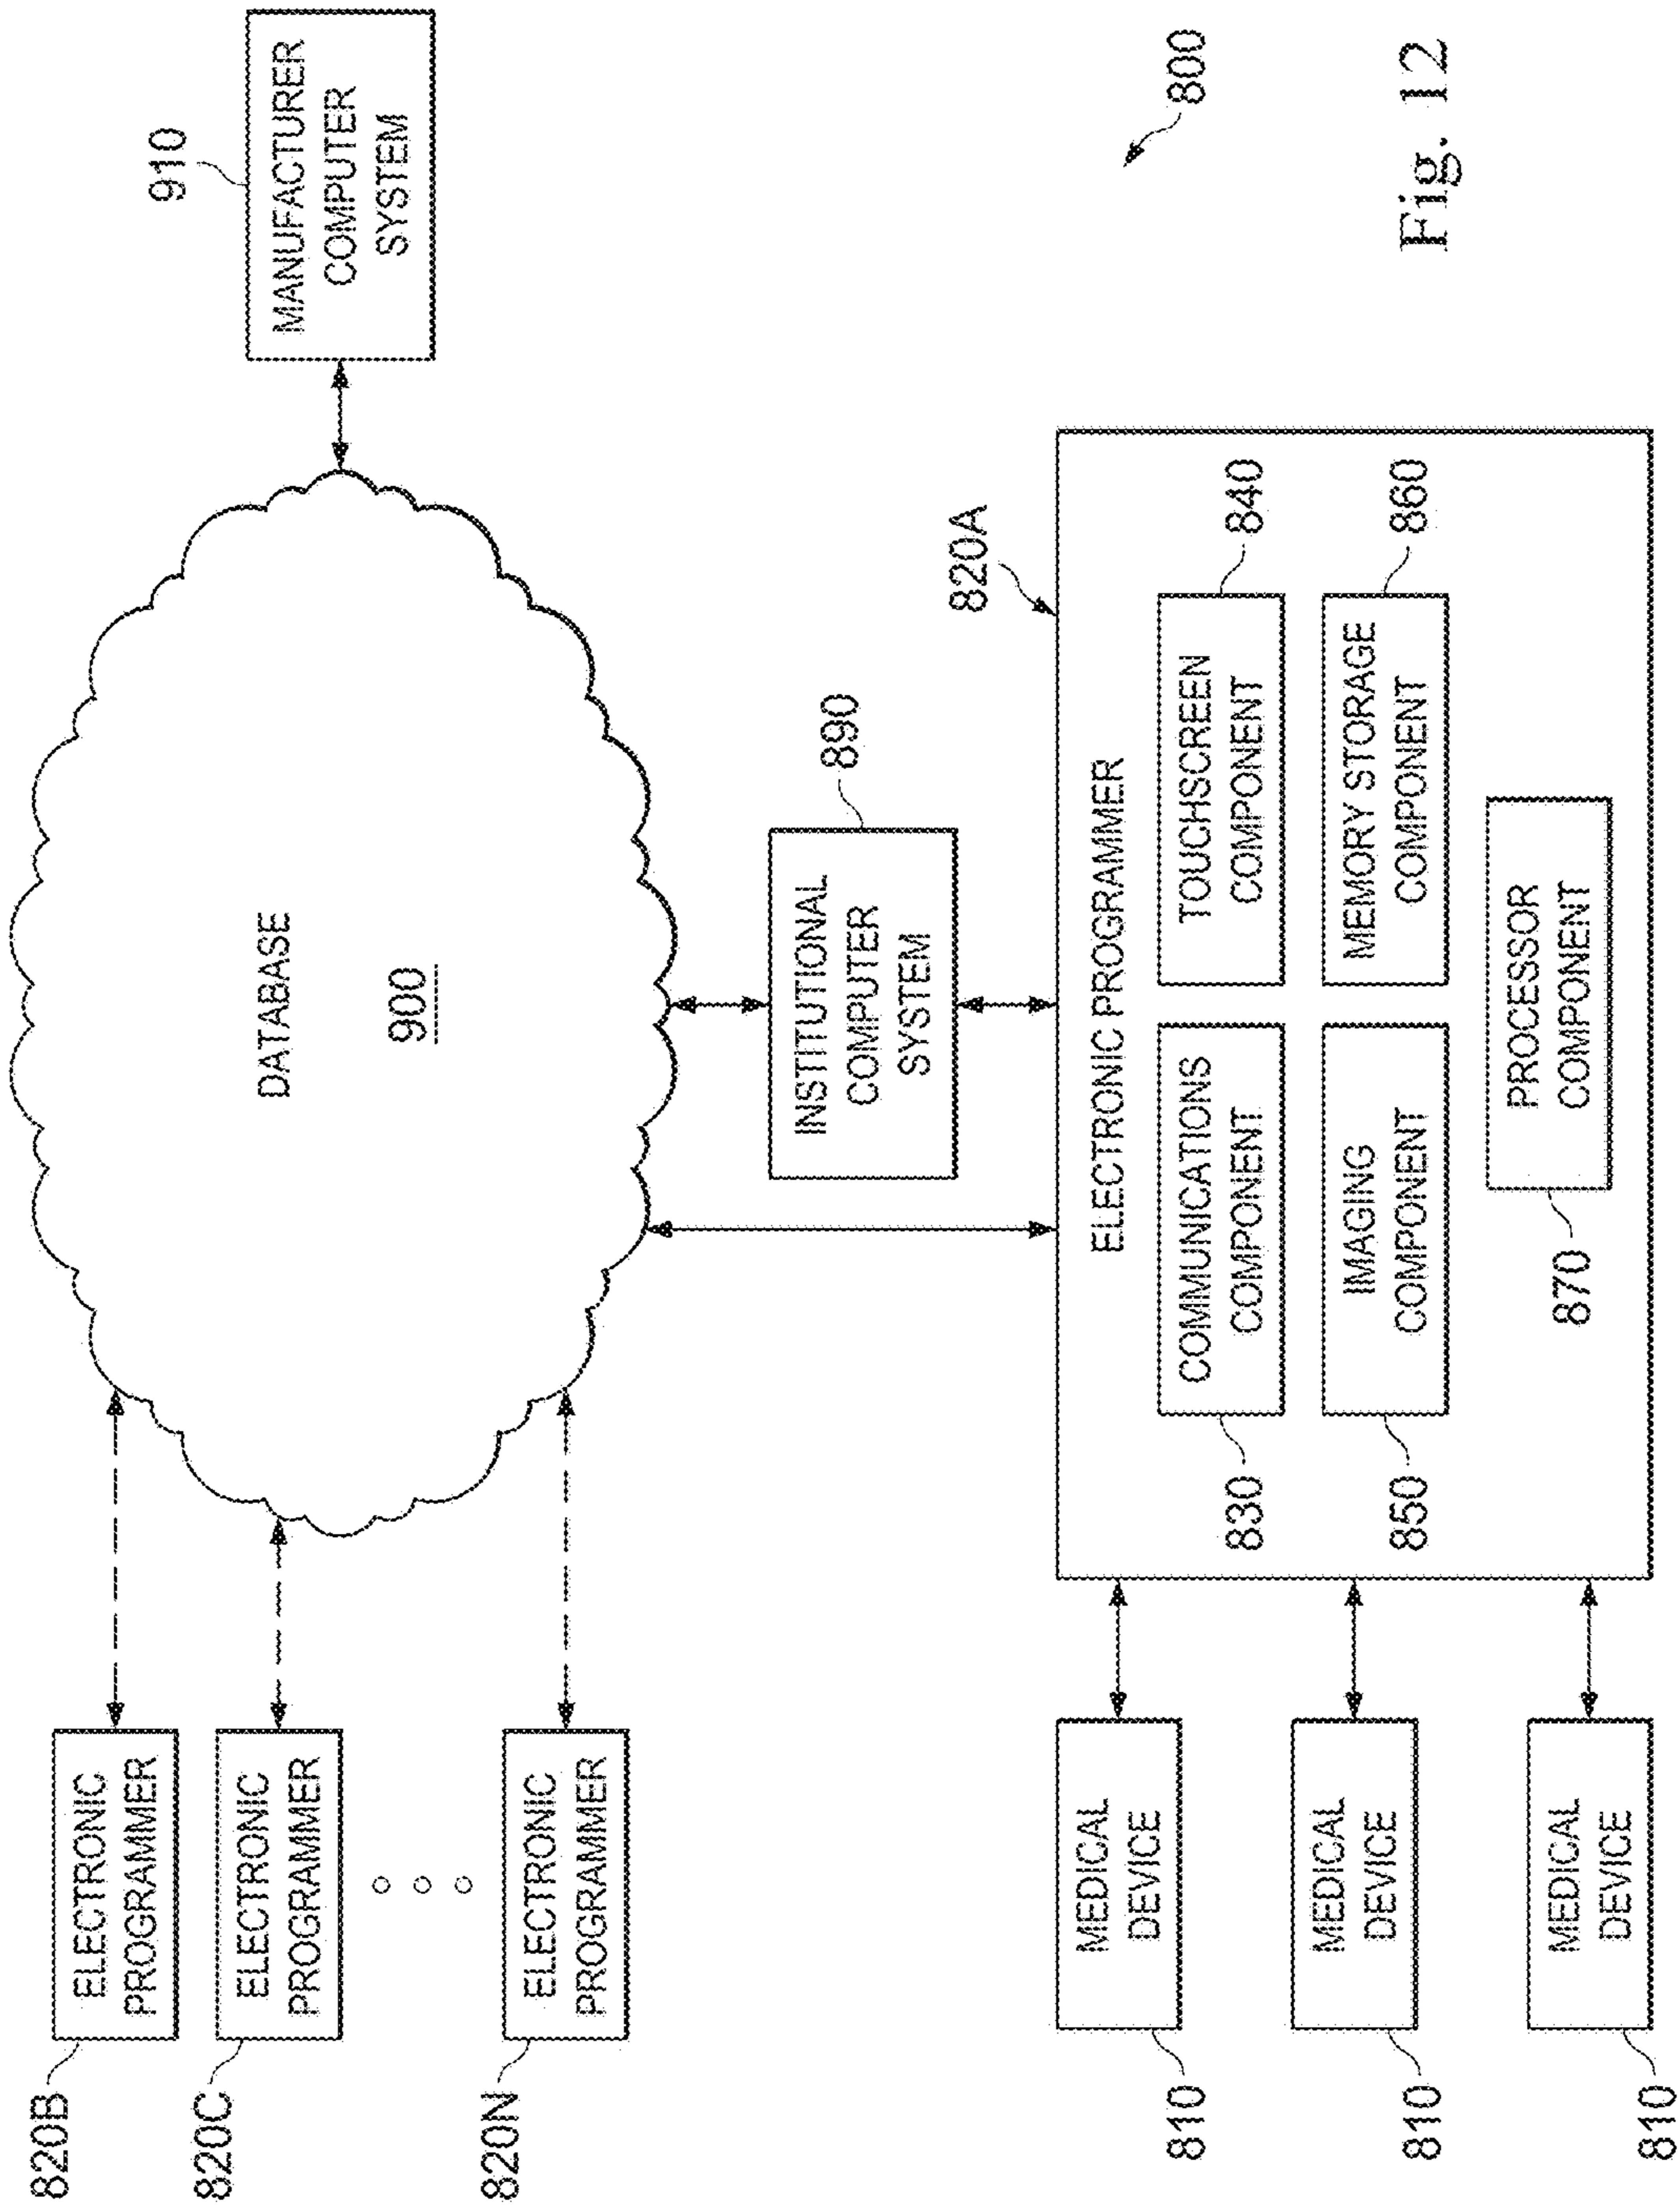 820B
ELECTRONIC
PROGRAMMER
820C
ELECTRONIC
PROGRAMMER
820N
ELECTRONIC
PROGRAMMER
DATABASE
900
910
MANUFACTURER
COMPUTER
SYSTEM
INSTITUTIONAL
COMPUTER
SYSTEM
890
820A
ELECTRONIC PROGRAMMER
830
COMMUNICATIONS
COMPONENT
TOUCHSCREEN
COMPONENT
840
850
IMAGING
COMPONENT
MEMORY STORAGE
COMPONENT
860
870
PROCESSOR
COMPONENT
810
MEDICAL
DEVICE
810
MEDICAL
DEVICE
810
MEDICAL
DEVICE
800
Fig. 12